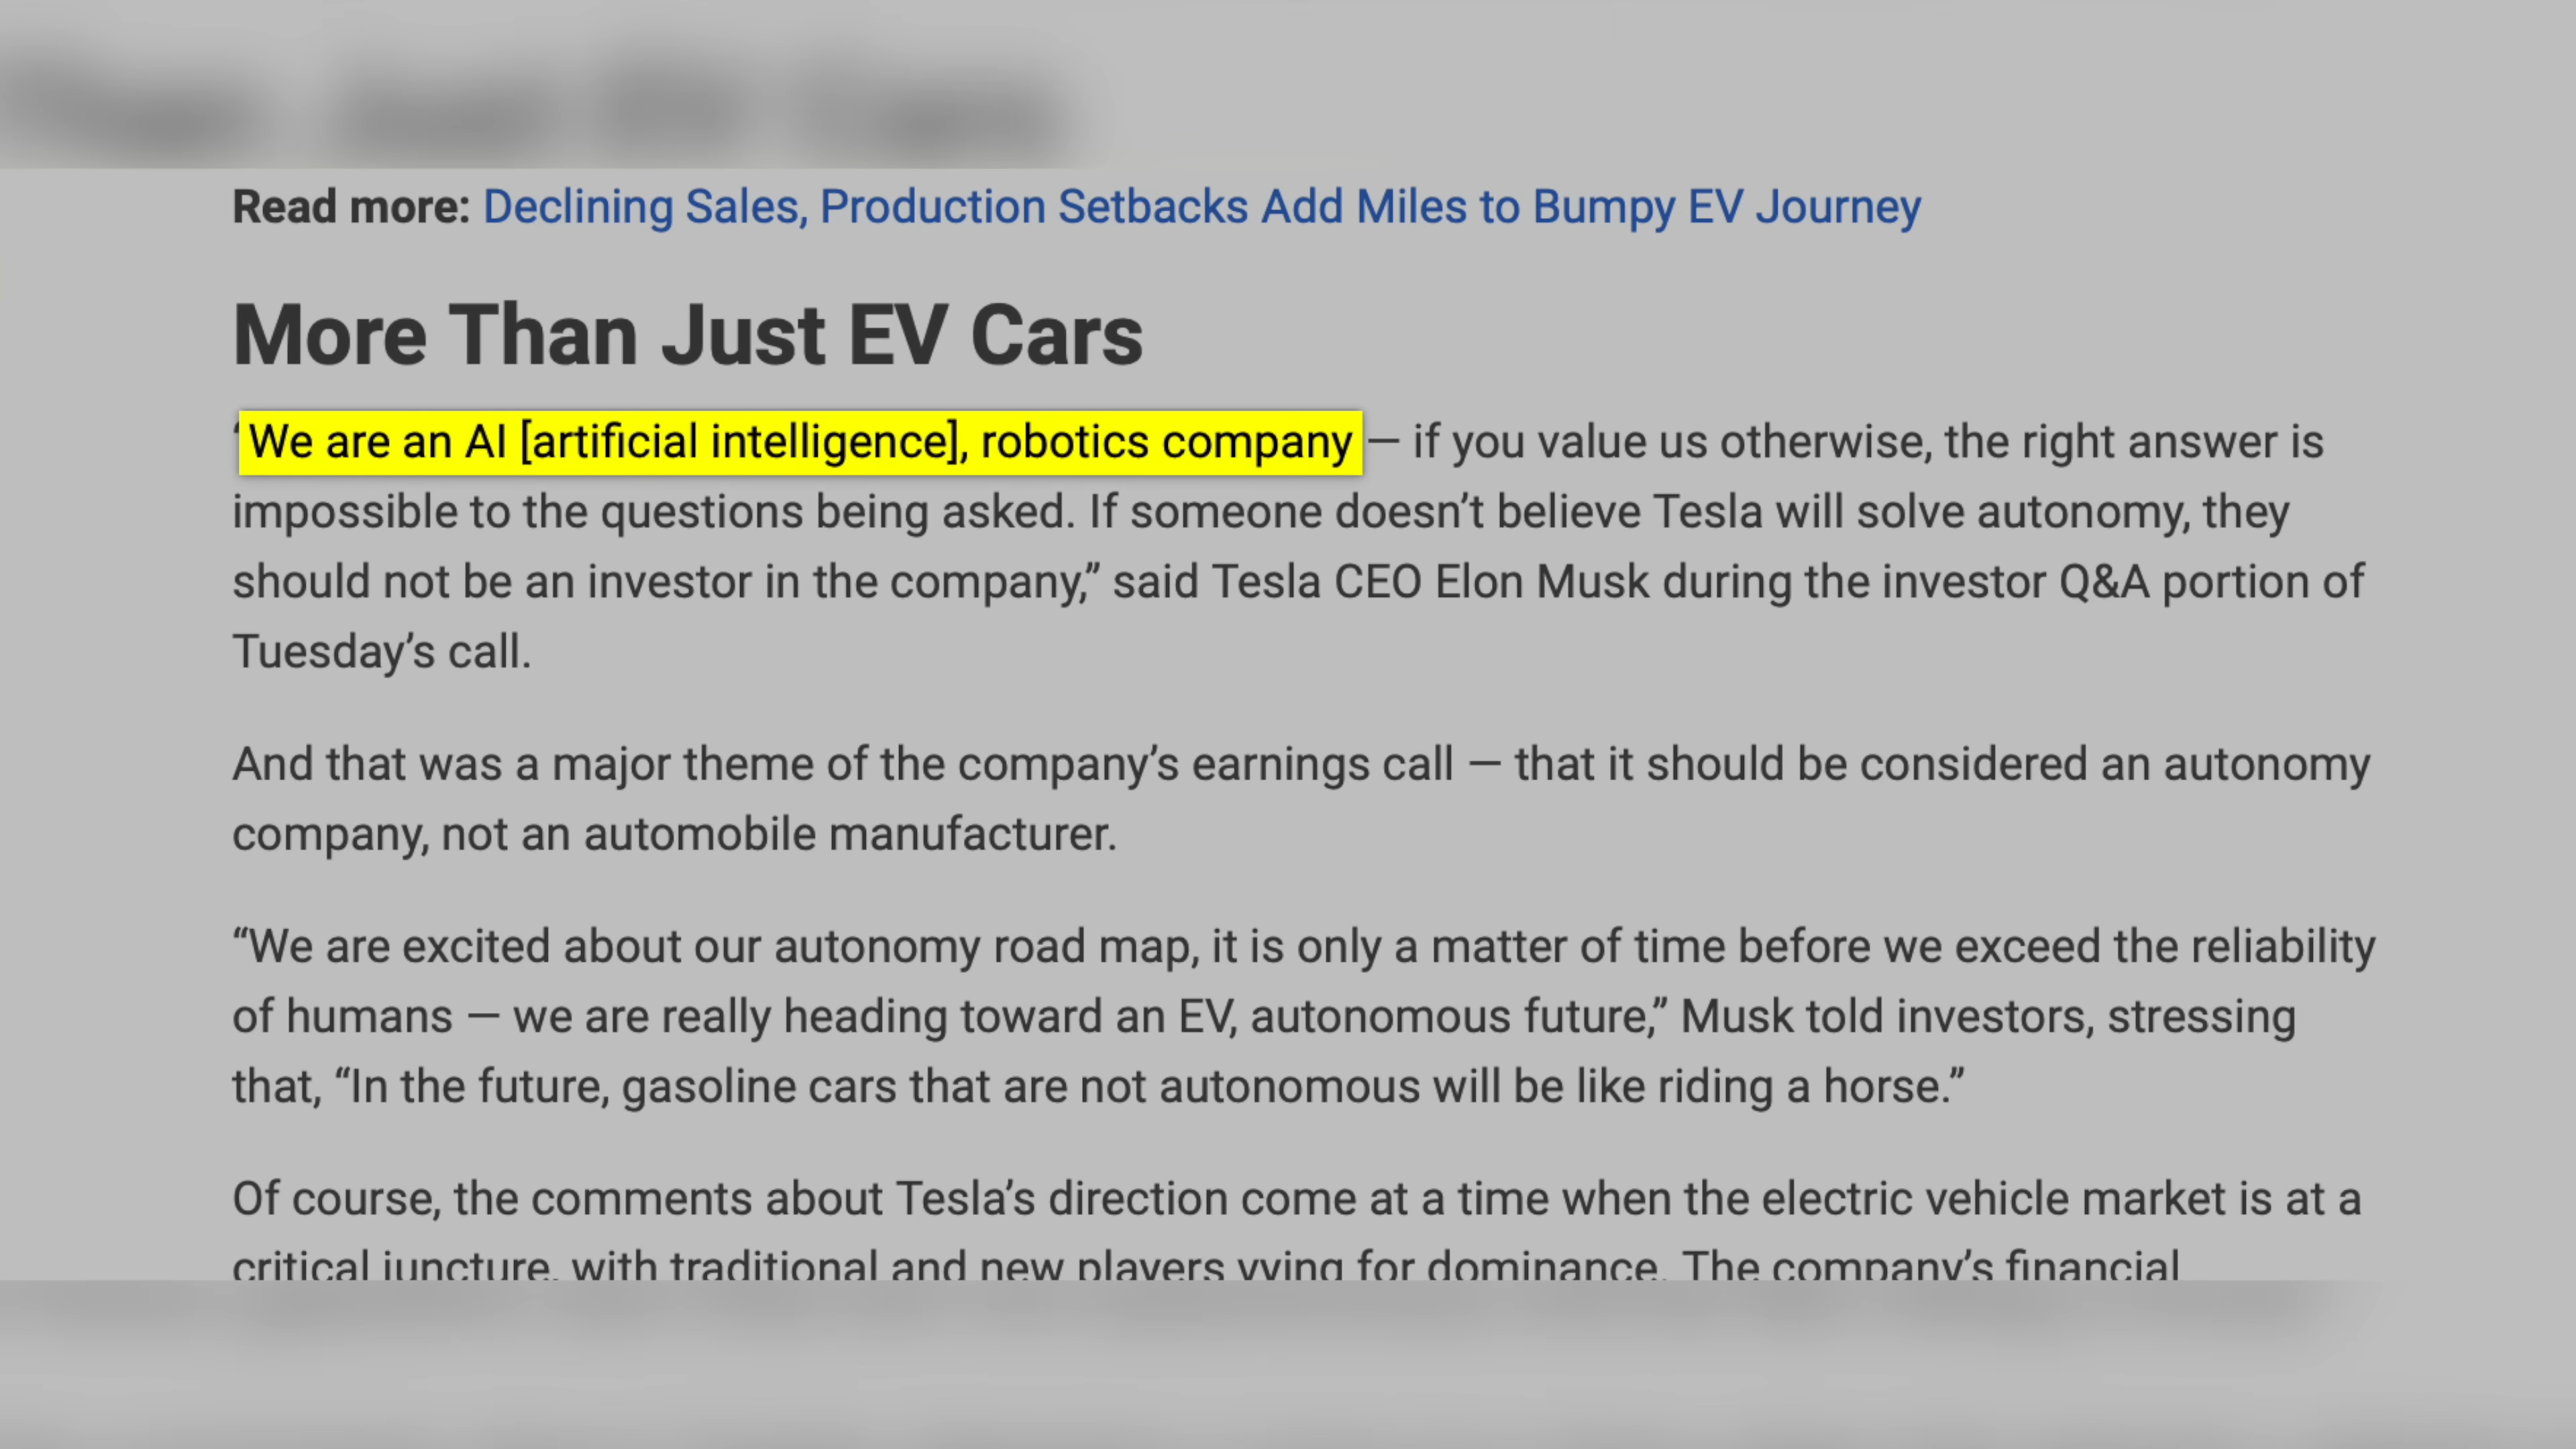 Read more: Declining Sales, Production Setbacks Add Miles to Bumpy EV Journey
More Than Just EV Cars
“We are an AI [artificial intelligence], robotics company — if you value us otherwise, the right answer is
impossible to the questions being asked. If someone doesn’t believe Tesla will solve autonomy, they
should not be an investor in the company,” said Tesla CEO Elon Musk during the investor Q&A portion of
Tuesday’s call.
And that was a major theme of the company’s earnings call — that it should be considered an autonomy
company, not an automobile manufacturer.
“We are excited about our autonomy road map, it is only a matter of time before we exceed the reliability
of humans — we are really heading toward an EV, autonomous future,” Musk told investors, stressing
that, “In the future, gasoline cars that are not autonomous will be like riding a horse.”
Of course, the comments about Tesla’s direction come at a time when the electric vehicle market is at a
critical juncture, with traditional and new players vying for dominance. The company’s financial